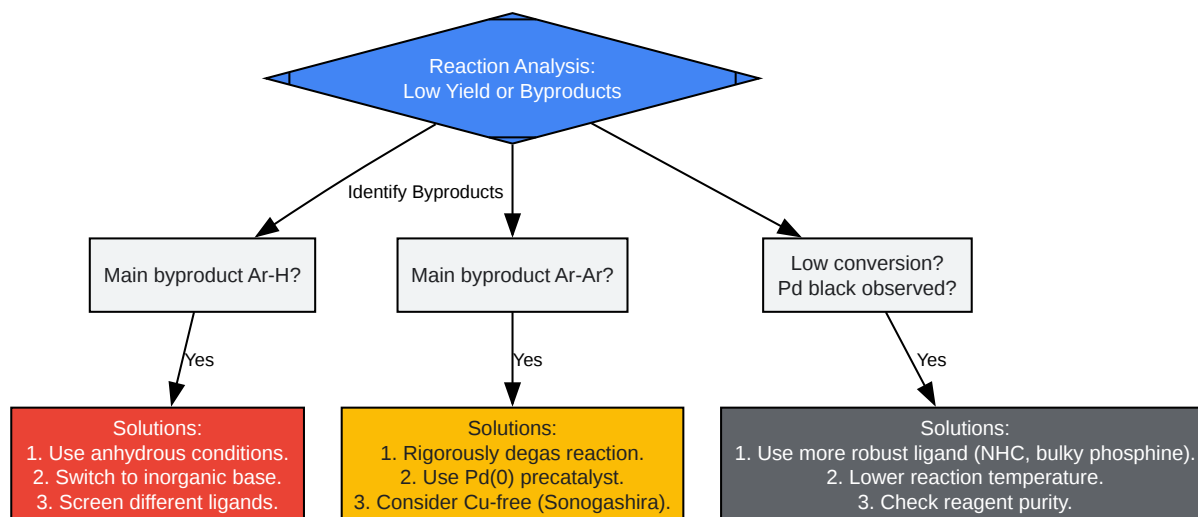 Reaction Analysis:
Low Yield or Byproducts
Identify Byproducts
Main byproduct Ar-H?
Main byproduct Ar-Ar?
Low conversion?
Pd black observed?
Yes
Yes
Yes
Solutions:
1. Use anhydrous conditions.
2. Switch to inorganic base.
3. Screen different ligands.
Solutions:
1. Rigorously degas reaction.
2. Use Pd(0) precatalyst.
3. Consider Cu-free (Sonogashira).
Solutions:
1. Use more robust ligand (NHC, bulky phosphine).
2. Lower reaction temperature.
3. Check reagent purity.